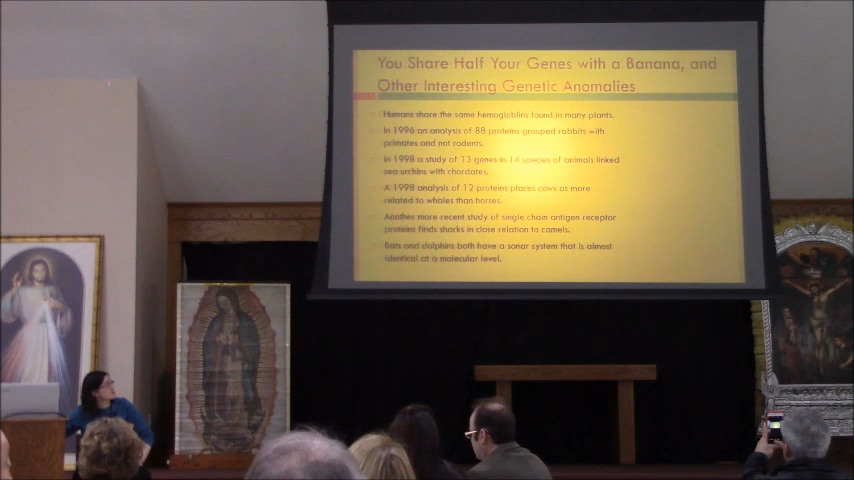 You Share Half Your Genes with a Banana, and
Other Interesting Genetic Anomalies
Humans share the same hemoglobins found in many plants.
In 1996 an analysis of 88 proteins grouped rabbits with
primates and not rodents.
In 1998 a study of 13 genes in 14 species of animals linked
sea urchins with chordates.
A 1998 analysis of 12 proteins places cows as more
related to whales than horses.
Another more recent study of single chain antigen receptor
proteins finds sharks in close relation to camels.
Bats and dolphins both have a sonar system that is almost
identical at a molecular level.